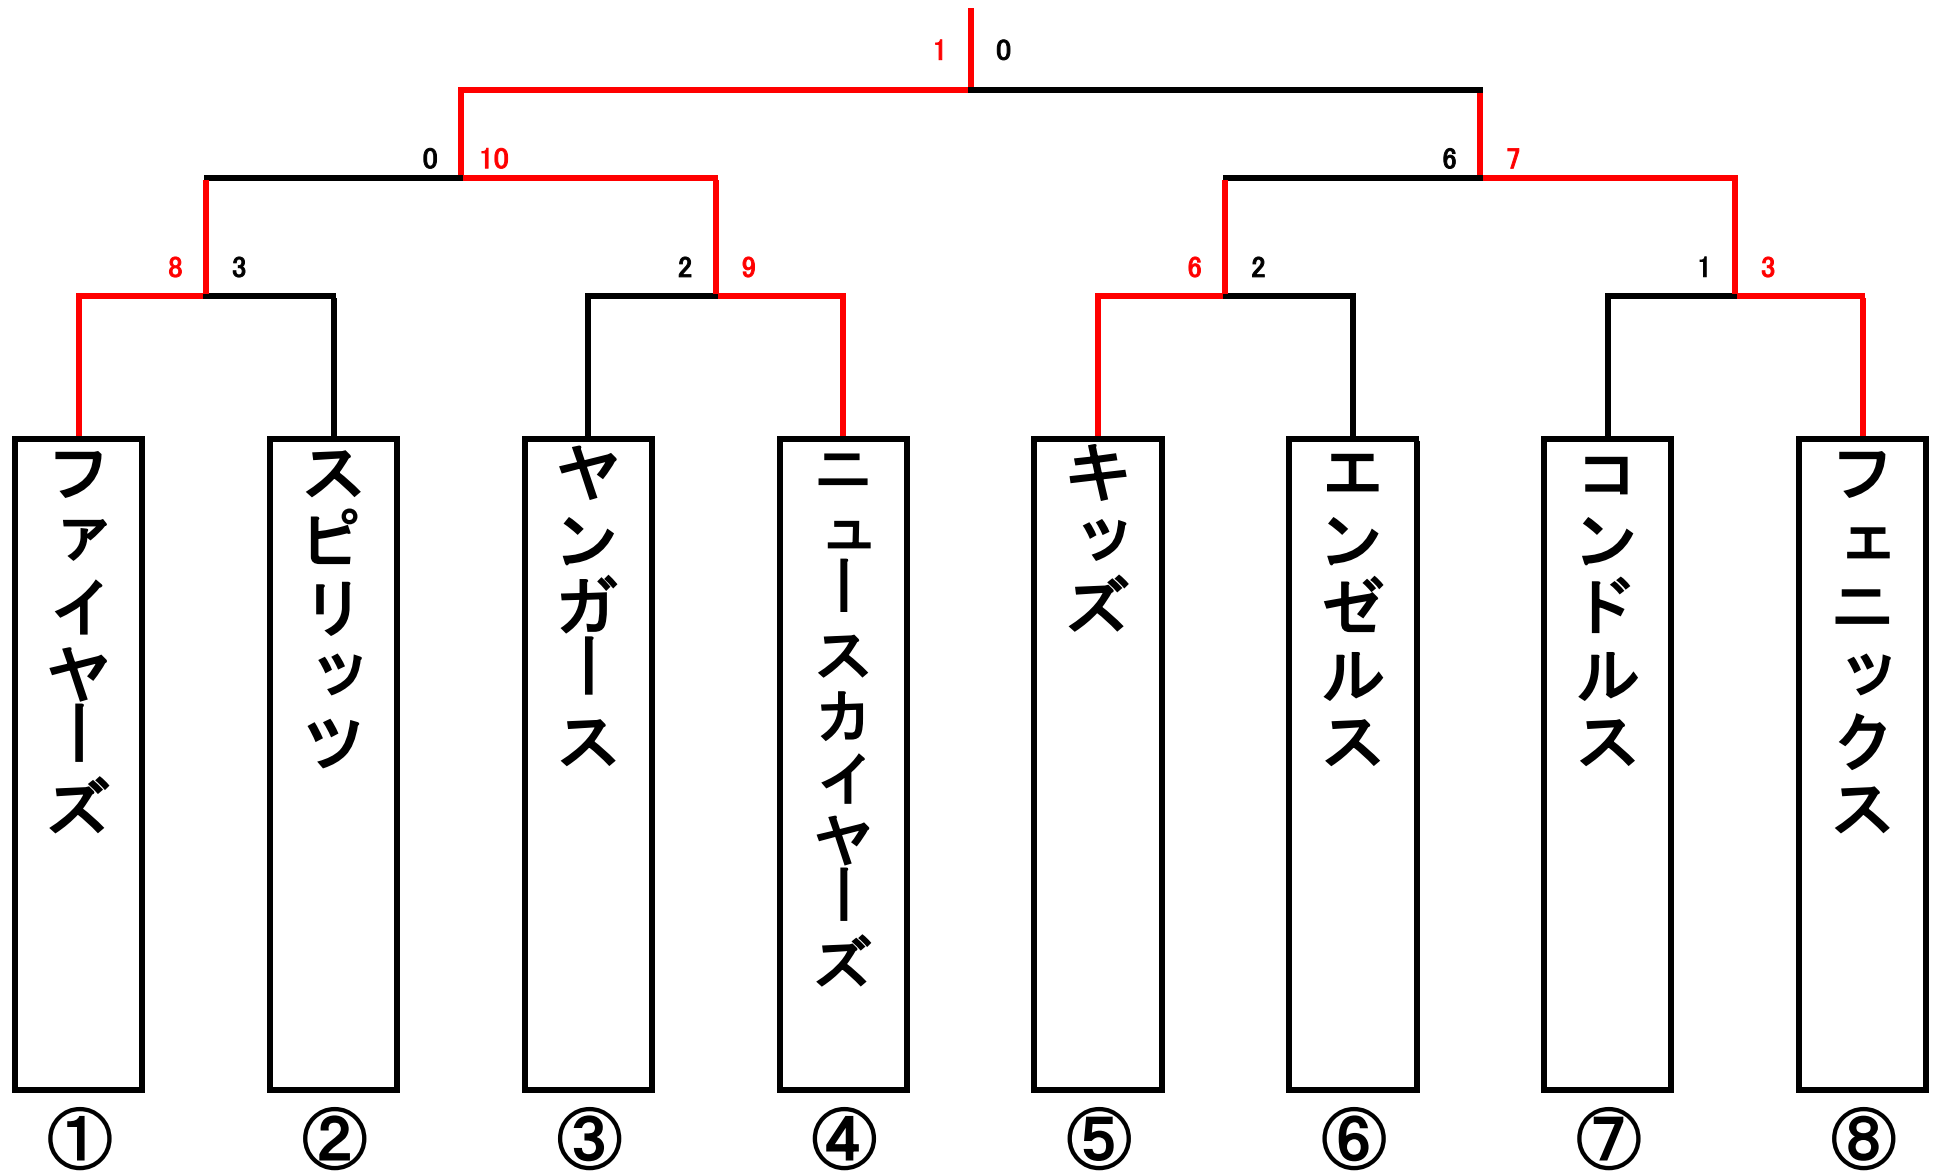 1 0
0 10 6 7
8 3 2 9 6 2 1 3
ファイヤーズ
スピリッツ
ヤンガース
ニュースカイヤーズ
キッズ
エンゼルス
コンドルス
フェニックス
① ② ③ ④ ⑤ ⑥ ⑦ ⑧